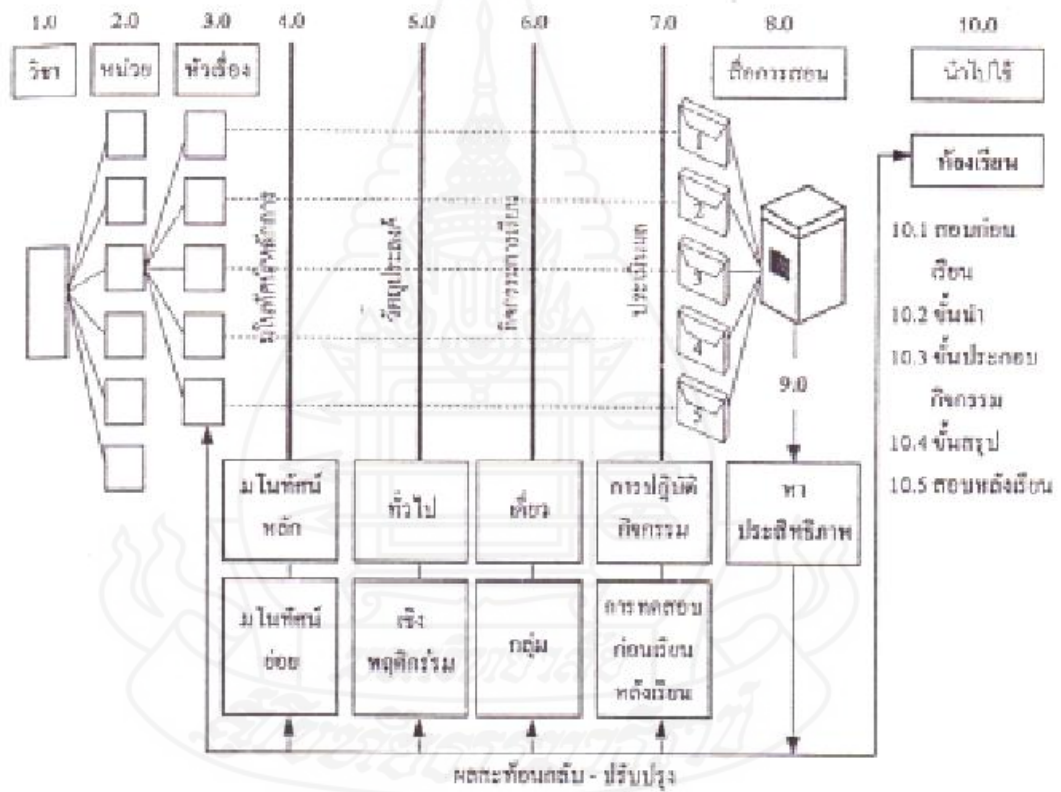 1.0 2.0 3.0 4.0 5.0 6.0 7.0 8.0 10.0
วิชา หน่วย หัวเรื่อง สื่อการสอน นำไปใช้
มโนทัศน์/หลักการ
วัตถุประสงค์
กิจกรรมการเรียน
ประเมินผล
1
2
3
4
5
9.0
ห้องเรียน
10.1 สอบก่อน
เรียน
10.2 ขั้นนำ
10.3 ขั้นประกอบ
กิจกรรม
10.4 ขั้นสรุป
10.5 สอบหลังเรียน
มโนทัศน์
หลัก
ทั่วไป
เดี่ยว
การปฏิบัติ
กิจกรรม
หา
ประสิทธิภาพ
มโนทัศน์
ย่อย
เชิง
พฤติกรรม
กลุ่ม
การทดสอบ
ก่อนเรียน
หลังเรียน
ผลสะท้อนกลับ - ปรับปรุง